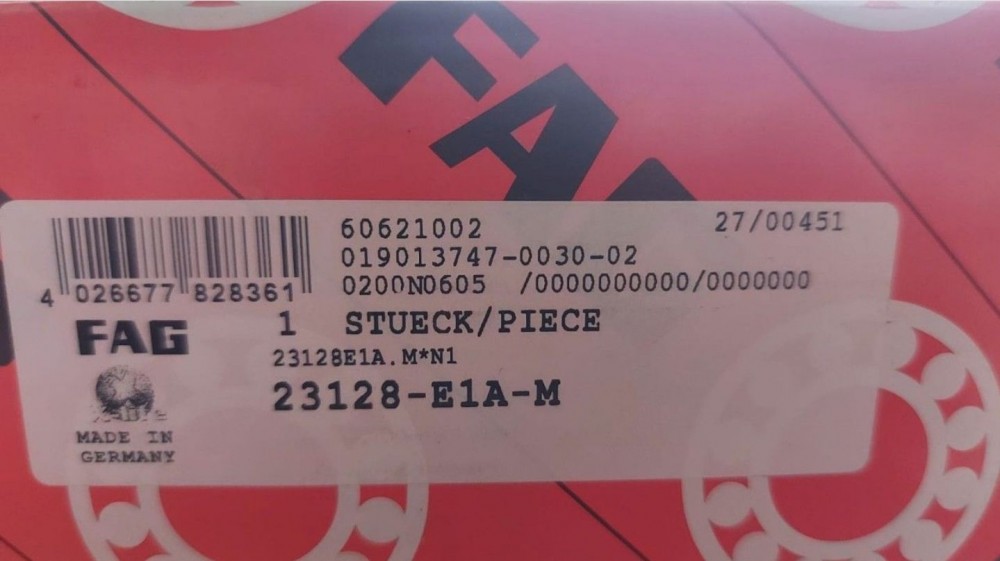 FAG
60621002 27/00451
019013747-0030-02
0200N0605 /0000000000/0000000
4 026677 828361
FAG 1 STUECK/PIECE
23128E1A.M*N1
23128-E1A-M
MADE IN
GERMANY